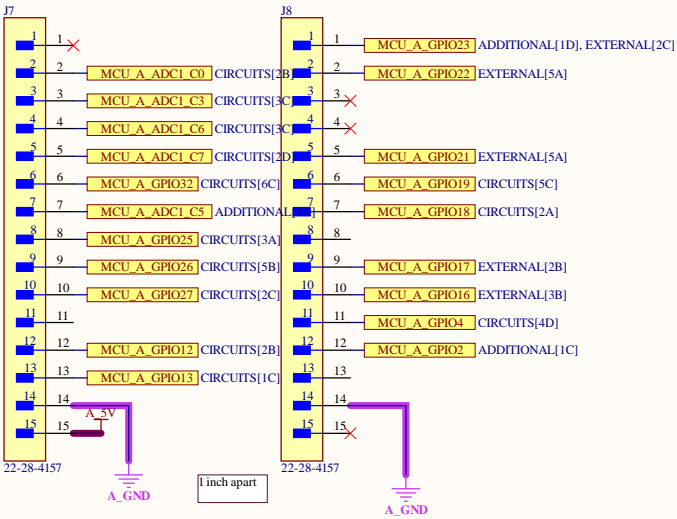 J7 J8
1 1 1 1 MCU_A_GPIO23 ADDITIONAL[1D], EXTERNAL[2C]
2 2 MCU_A_ADC1_C0 CIRCUITS[2B] 2 2 MCU_A_GPIO22 EXTERNAL[5A]
3 3 MCU_A_ADC1_C3 CIRCUITS[3C] 3 3
4 4 MCU_A_ADC1_C6 CIRCUITS[3C] 4 4
5 5 MCU_A_ADC1_C7 CIRCUITS[2D] 5 5 MCU_A_GPIO21 EXTERNAL[5A]
6 6 MCU_A_GPIO32 CIRCUITS[6C] 6 6 MCU_A_GPIO19 CIRCUITS[5C]
7 7 MCU_A_ADC1_C5 ADDITIONAL 7 7 MCU_A_GPIO18 CIRCUITS[2A]
8 8 MCU_A_GPIO25 CIRCUITS[3A] 8 8
9 9 MCU_A_GPIO26 CIRCUITS[5B] 9 9 MCU_A_GPIO17 EXTERNAL[2B]
10 10 MCU_A_GPIO27 CIRCUITS[2C] 10 10 MCU_A_GPIO16 EXTERNAL[3B]
11 11 11 11 MCU_A_GPIO4 CIRCUITS[4D]
12 12 MCU_A_GPIO12 CIRCUITS[2B] 12 12 MCU_A_GPIO2 ADDITIONAL[1C]
13 13 MCU_A_GPIO13 CIRCUITS[1C] 13 13
14 14 14 14
A_5V
15 15 15 15
22-28-4157 22-28-4157
1 inch apart
A_GND A_GND